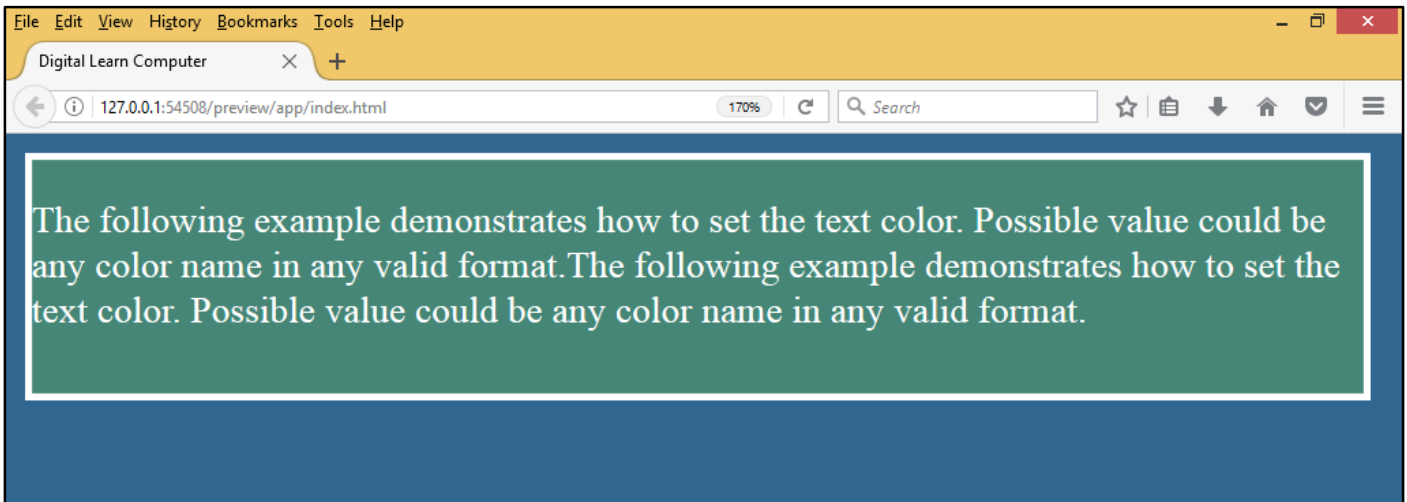 File Edit View History Bookmarks Tools Help
Digital Learn Computer
127.0.0.1:54508/preview/app/index.html 170% Search
The following example demonstrates how to set the text color. Possible value could be
any color name in any valid format.The following example demonstrates how to set the
text color. Possible value could be any color name in any valid format.